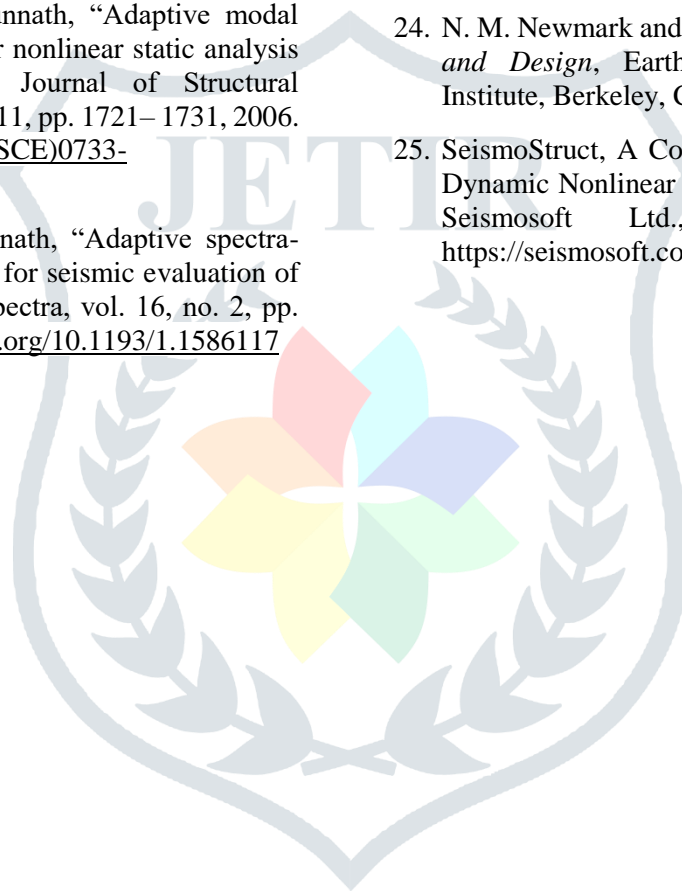 nnath, “Adaptive modal
r nonlinear static analysis
Journal of Structural
11, pp. 1721– 1731, 2006.
SCE)0733-
nath, “Adaptive spectra-
for seismic evaluation of
pectra, vol. 16, no. 2, pp.
.org/10.1193/1.1586117
24. N. M. Newmark and
and Design, Earth
Institute, Berkeley, C
25. SeismoStruct, A Co
Dynamic Nonlinear
Seismosoft Ltd.,
https://seismosoft.co
JETIR